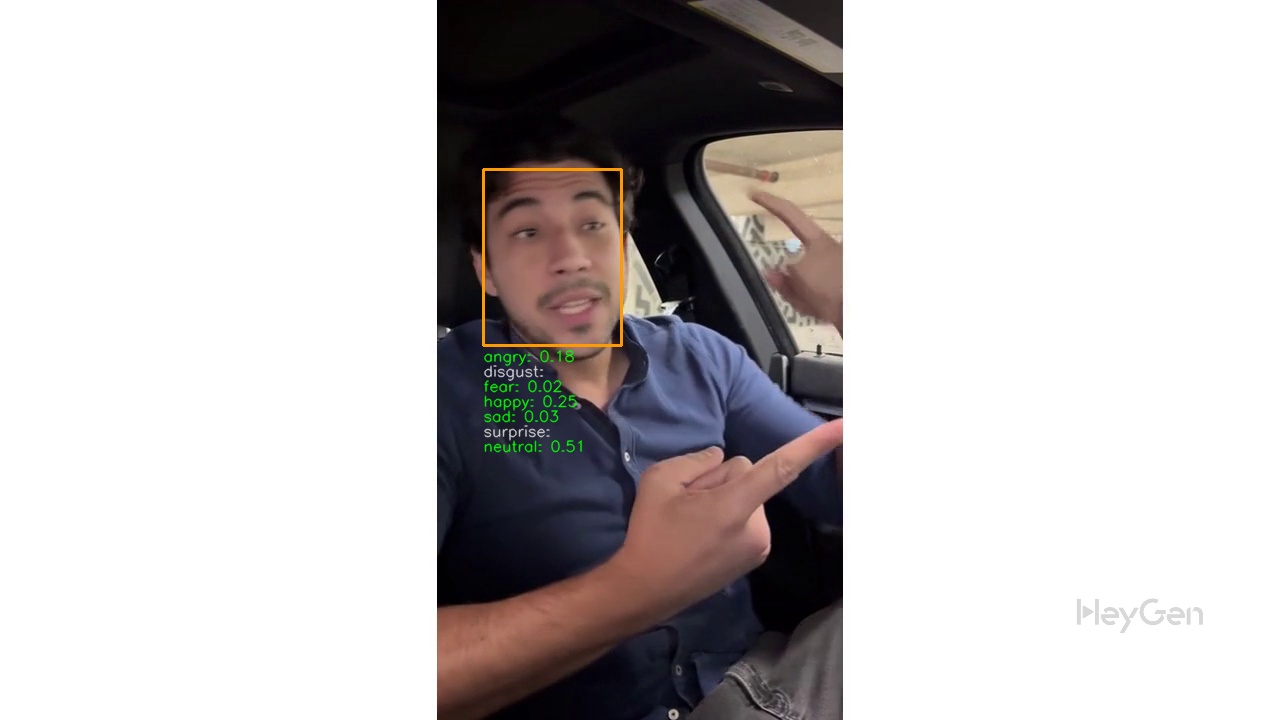 angry: 0.18
disgust:
fear: 0.02
happy: 0.25
sad: 0.03
surprise:
neutral: 0.51
HeyGen